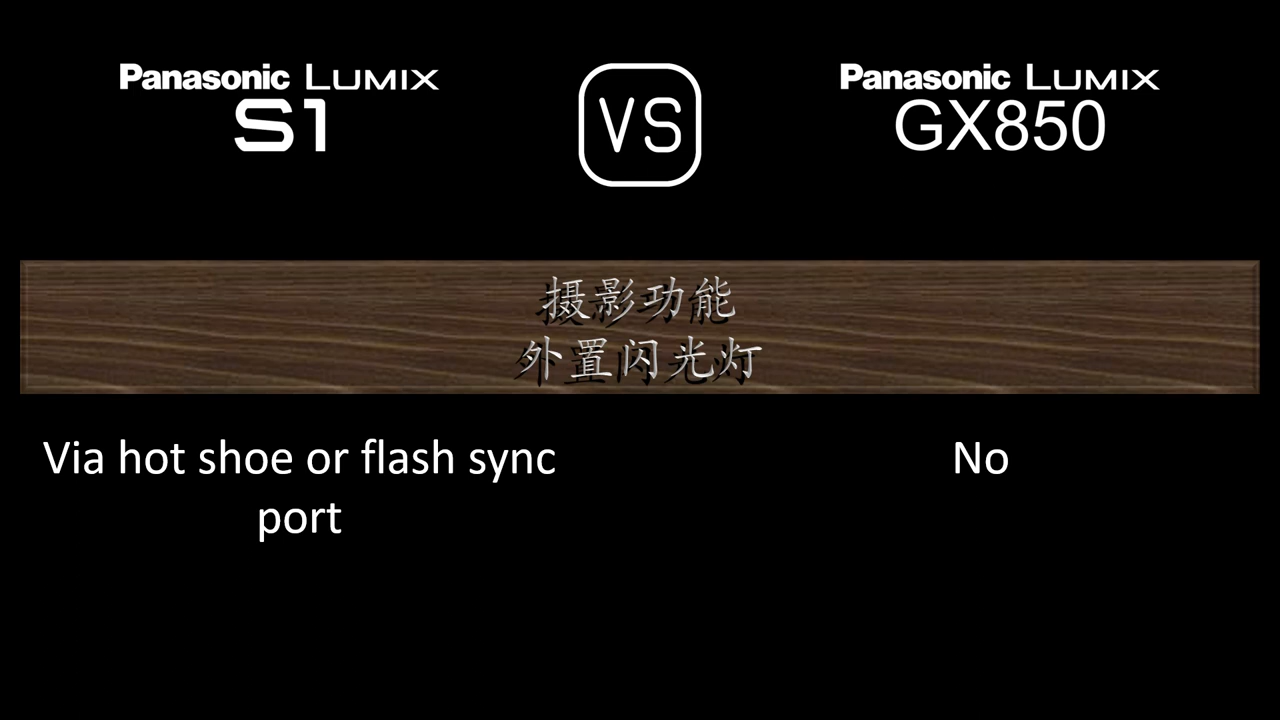 Panasonic LUMIX
S1
VS
Panasonic LUMIX
GX850
摄影功能
外置闪光灯
Via hot shoe or flash sync
port
No